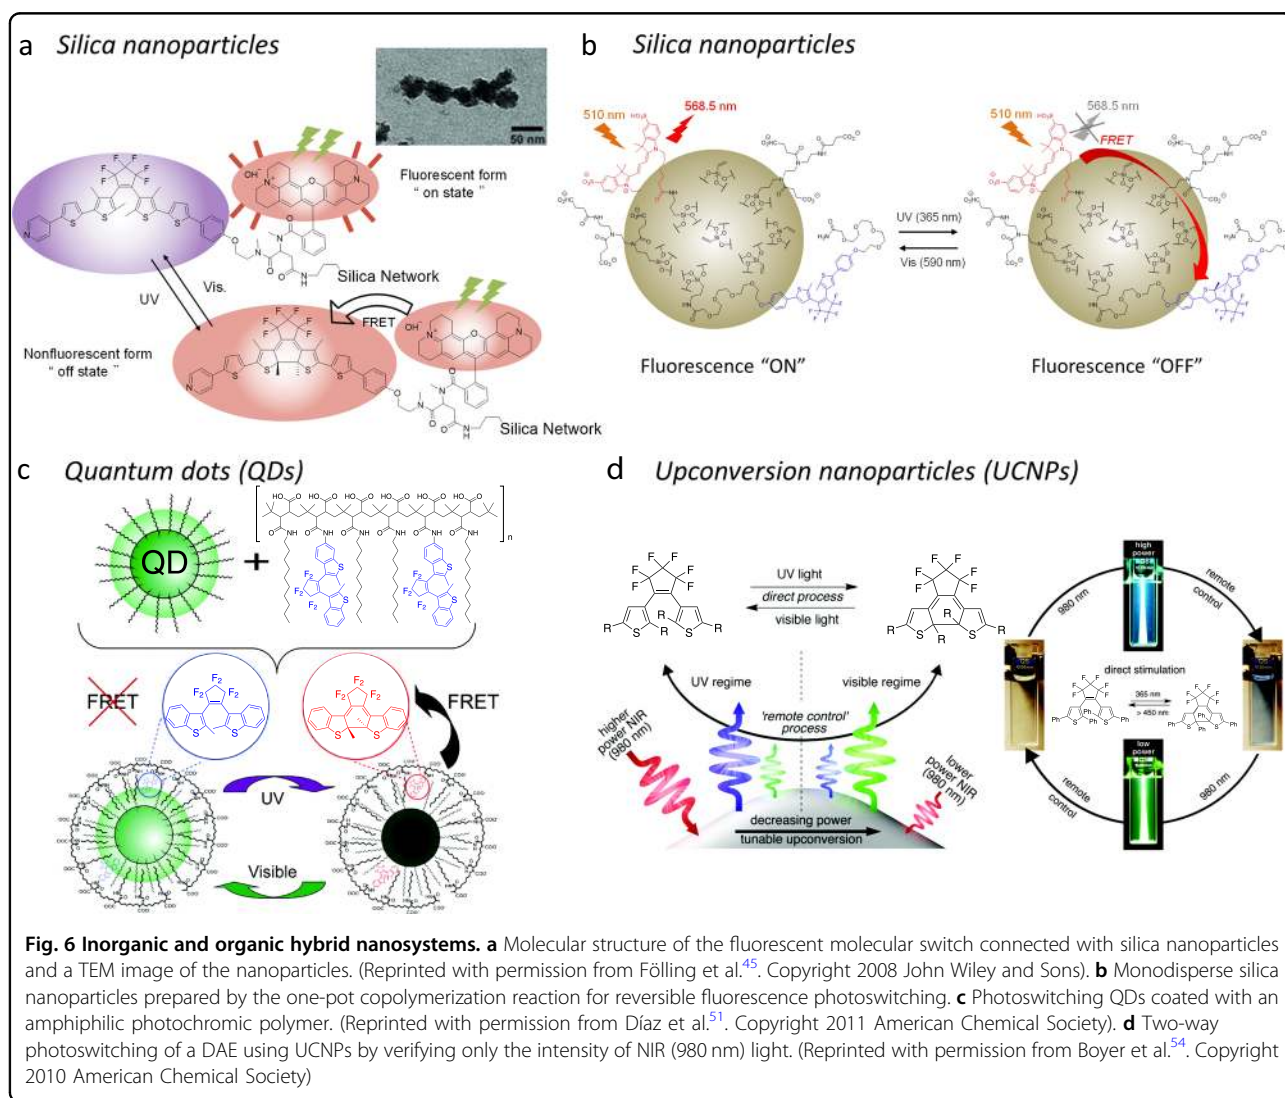 a Silica nanoparticles
50 nm
Fluorescent form
" on state "
Silica Network
UV
Vis.
FRET
Nonfluorescent form
" off state "
Silica Network
b Silica nanoparticles
510 nm
568.5 nm
UV (365 nm)
Vis (590 nm)
510 nm
568.5 nm
FRET
Fluorescence "ON"
Fluorescence "OFF"
c Quantum dots (QDs)
QD
+
n
FRET
FRET
UV
Visible
d Upconversion nanoparticles (UCNPs)
UV light
direct process
visible light
UV regime
visible regime
'remote control'
process
higher
power NIR
(980 nm)
lower
power NIR
(980 nm)
decreasing power
tunable upconversion
high
power
980 nm
remote
control
direct stimulation
365 nm
> 450 nm
low
power
remote
control
980 nm
Fig. 6 Inorganic and organic hybrid nanosystems. a Molecular structure of the fluorescent molecular switch connected with silica nanoparticles
and a TEM image of the nanoparticles. (Reprinted with permission from Fölling et al.45. Copyright 2008 John Wiley and Sons). b Monodisperse silica
nanoparticles prepared by the one-pot copolymerization reaction for reversible fluorescence photoswitching. c Photoswitching QDs coated with an
amphiphilic photochromic polymer. (Reprinted with permission from Díaz et al.51. Copyright 2011 American Chemical Society). d Two-way
photoswitching of a DAE using UCNPs by verifying only the intensity of NIR (980 nm) light. (Reprinted with permission from Boyer et al.54. Copyright
2010 American Chemical Society)